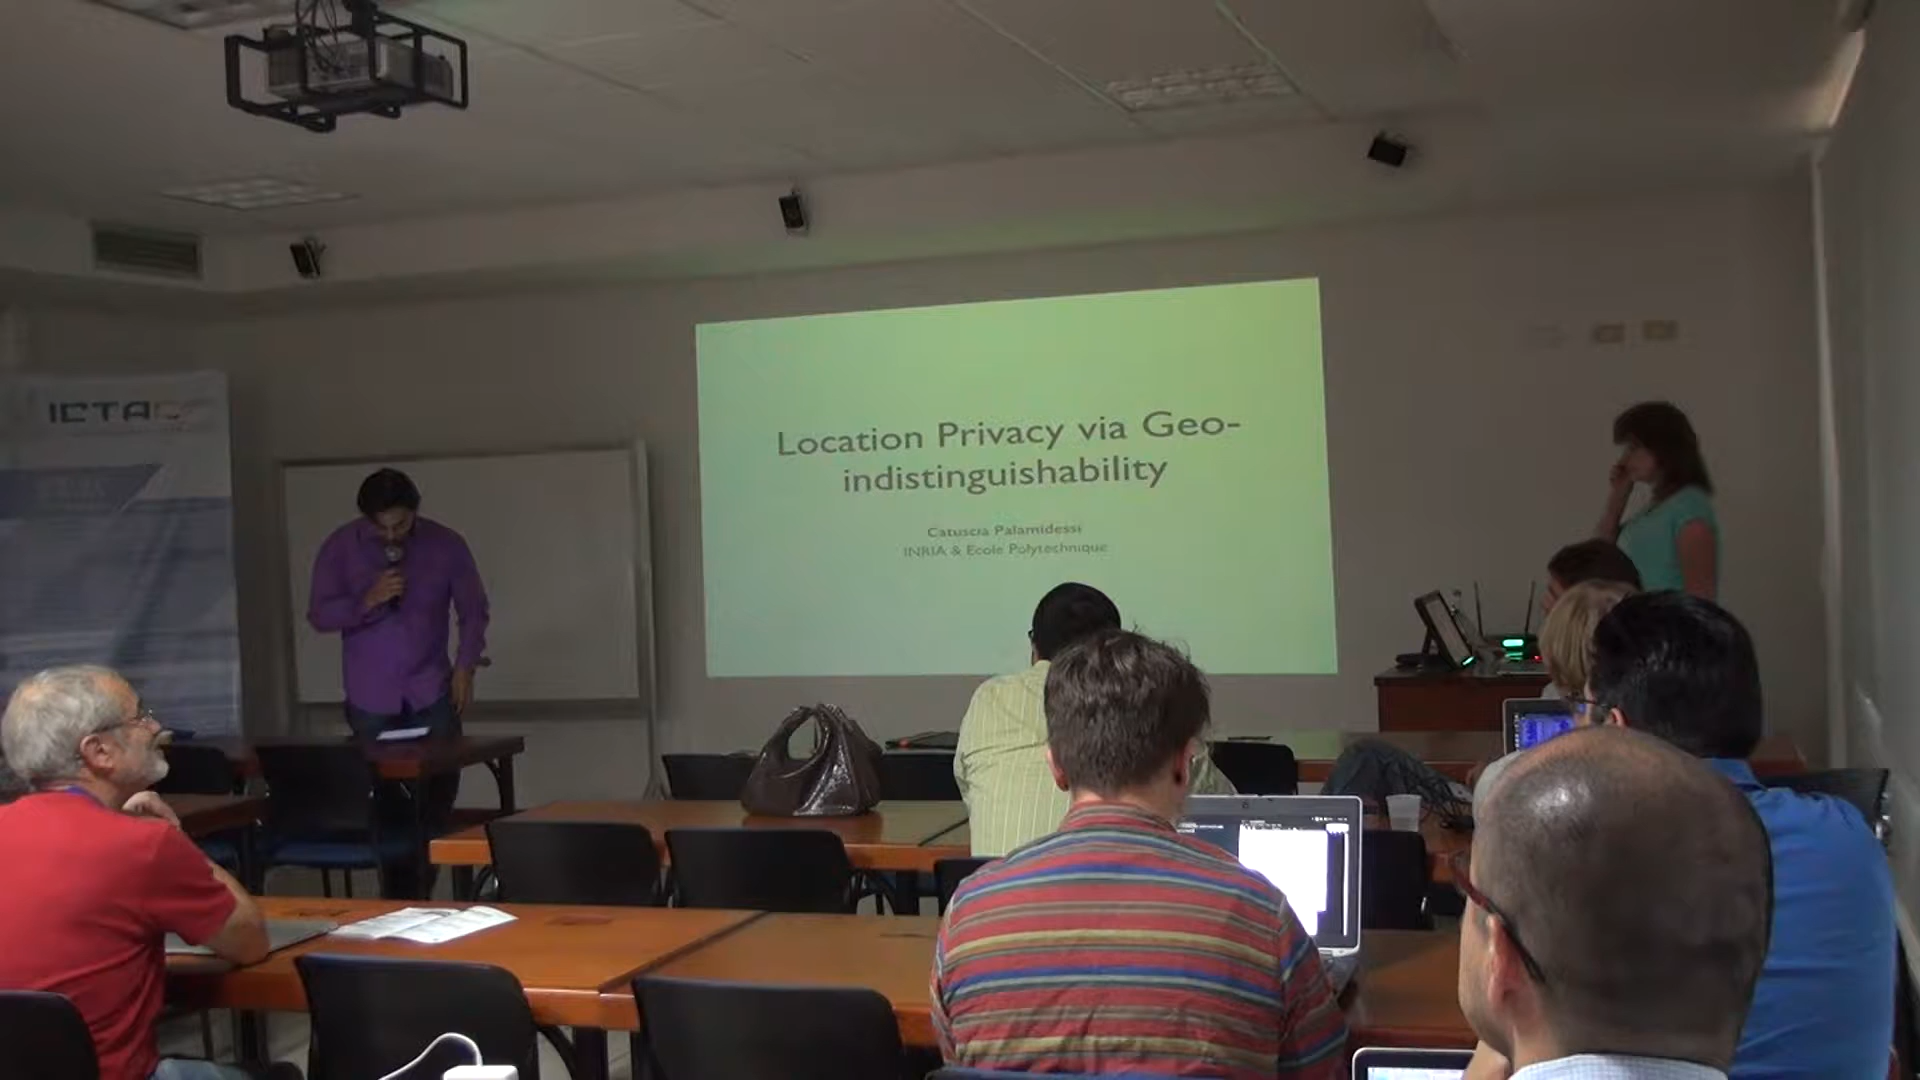 ICTAC
Location Privacy via Geo-
indistinguishability
Catuscia Palamidessi
INRIA & Ecole Polytechnique